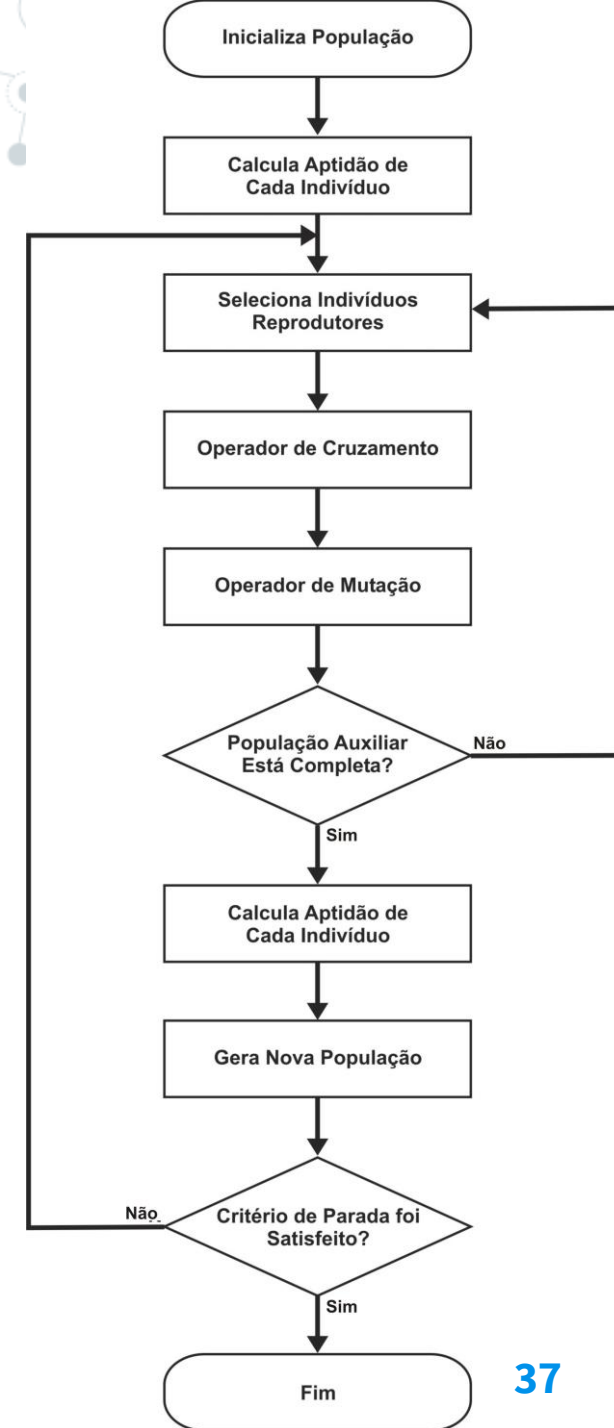 Inicializa População
Calcula Aptidão de
Cada Indivíduo
Seleciona Indivíduos
Reprodutores
Operador de Cruzamento
Operador de Mutação
População Auxiliar
Está Completa?
Não
Sim
Calcula Aptidão de
Cada Indivíduo
Gera Nova População
Não
Critério de Parada foi
Satisfeito?
Sim
Fim
37